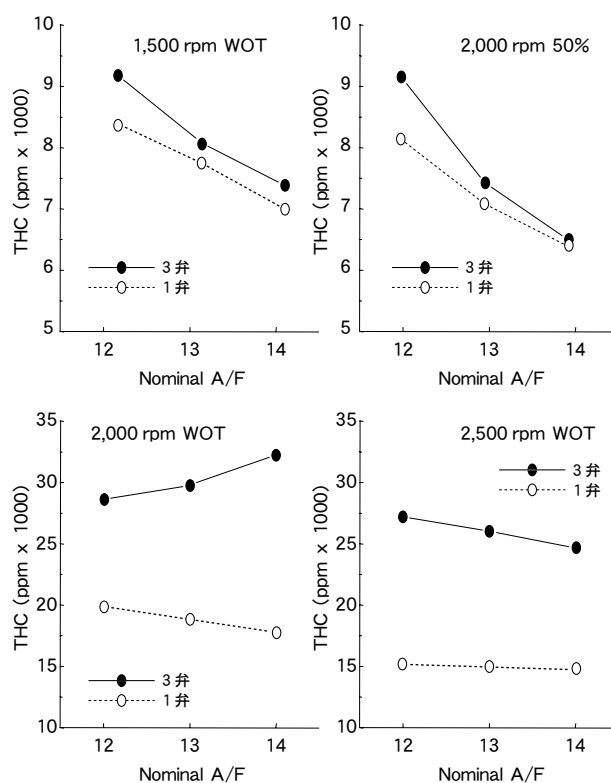 1,500 rpm WOT
THC (ppm x 1000)
10
9
8
7
6
5
3 弁
1 弁
12
13
14
Nominal A/F
2,000 rpm 50%
THC (ppm x 1000)
10
9
8
7
6
5
3 弁
1 弁
12
13
14
Nominal A/F
2,000 rpm WOT
THC (ppm x 1000)
35
30
25
20
15
10
3 弁
1 弁
12
13
14
Nominal A/F
2,500 rpm WOT
3 弁
1 弁
THC (ppm x 1000)
35
30
25
20
15
10
12
13
14
Nominal A/F